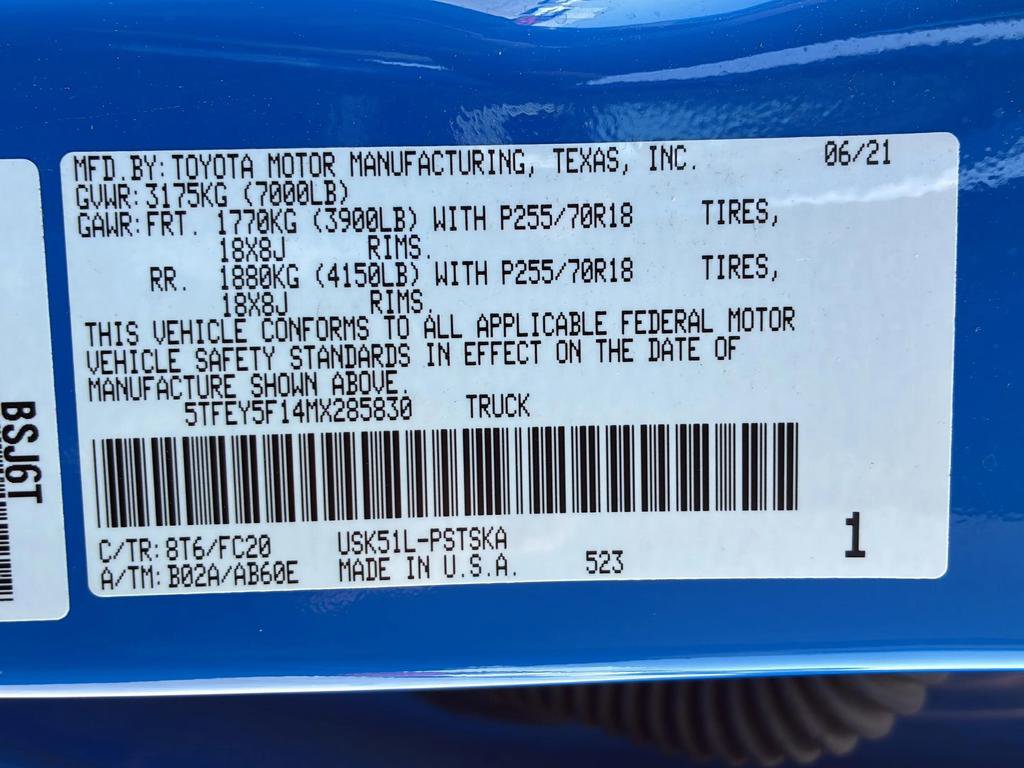 MFD.BY:TOYOTA MOTOR MANUFACTURING, TEXAS, INC. 06/21
GVWR:3175KG (7000LB)
GAWR:FRT. 1770KG (3900LB) WITH P255/70R18 TIRES,
18X8J RIMS.
RR. 1880KG (4150LB) WITH P255/70R18 TIRES,
18X8J RIMS.
THIS VEHICLE CONFORMS TO ALL APPLICABLE FEDERAL MOTOR
VEHICLE SAFETY STANDARDS IN EFFECT ON THE DATE OF
MANUFACTURE SHOWN ABOVE.
5TFEY5F14MX285830 TRUCK
C/TR:8T6/FC20 USK51L-PSTSKA
A/TM:B02A/AB60E MADE IN U.S.A. 523 1
BSJ6T